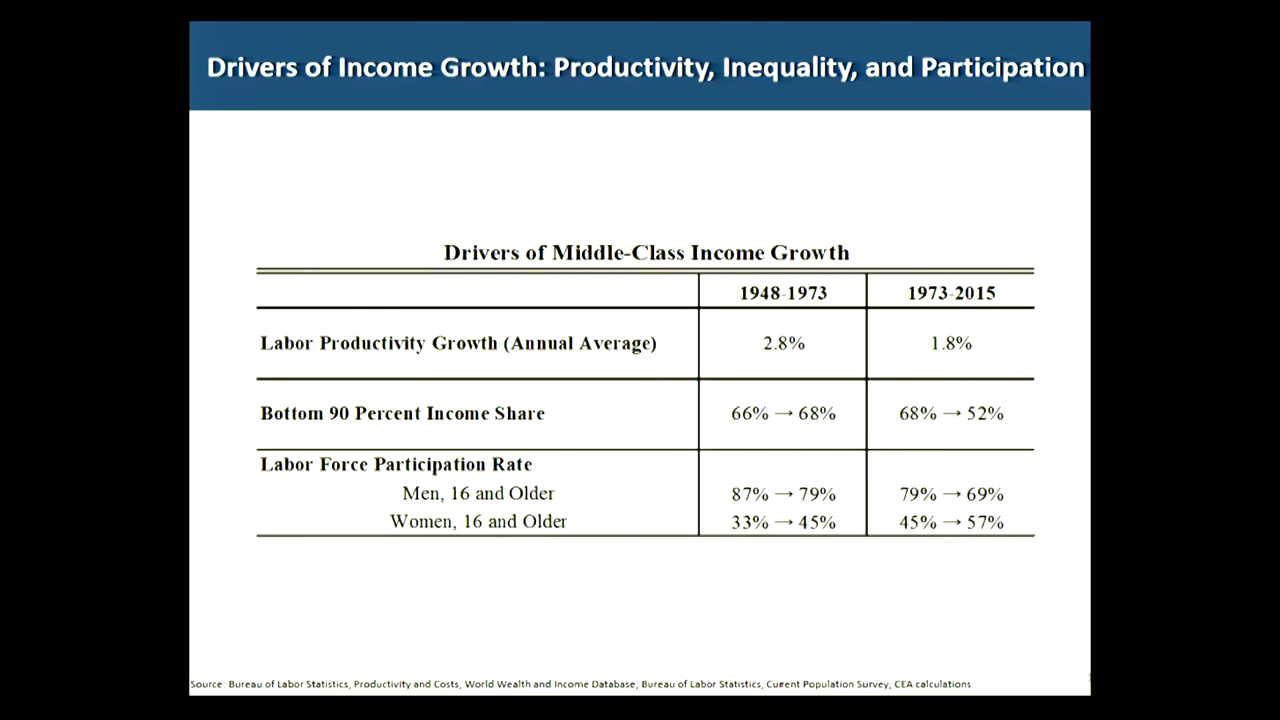 Drivers of Income Growth: Productivity, Inequality, and Participation
Drivers of Middle-Class Income Growth
1948-1973 1973-2015
Labor Productivity Growth (Annual Average) 2.8% 1.8%
Bottom 90 Percent Income Share 66% → 68% 68% → 52%
Labor Force Participation Rate
Men, 16 and Older 87% → 79% 79% → 69%
Women, 16 and Older 33% → 45% 45% → 57%
Source: Bureau of Labor Statistics, Productivity and Costs; World Wealth and Income Database; Bureau of Labor Statistics, Current Population Survey; CEA calculations.